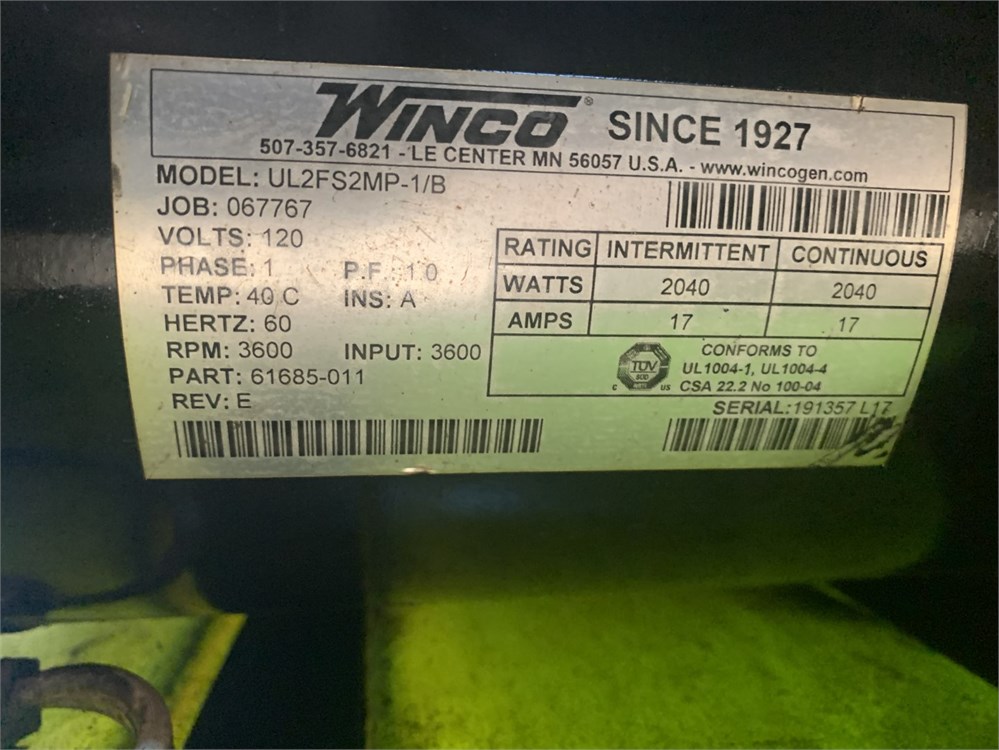 WINCO® SINCE 1927
507-357-6821 - LE CENTER MN 56057 U.S.A. - www.wincogen.com
MODEL: UL2FS2MP-1/B
JOB: 067767
VOLTS: 120
PHASE: 1 P.F. 1.0
TEMP: 40 C INS: A
HERTZ: 60
RPM: 3600 INPUT: 3600
PART: 61685-011
REV: E
RATING INTERMITTENT CONTINUOUS
WATTS 2040 2040
AMPS 17 17
TUV
C US
CONFORMS TO
UL1004-1, UL1004-4
CSA 22.2 No 100-04
SERIAL: 191357 L17